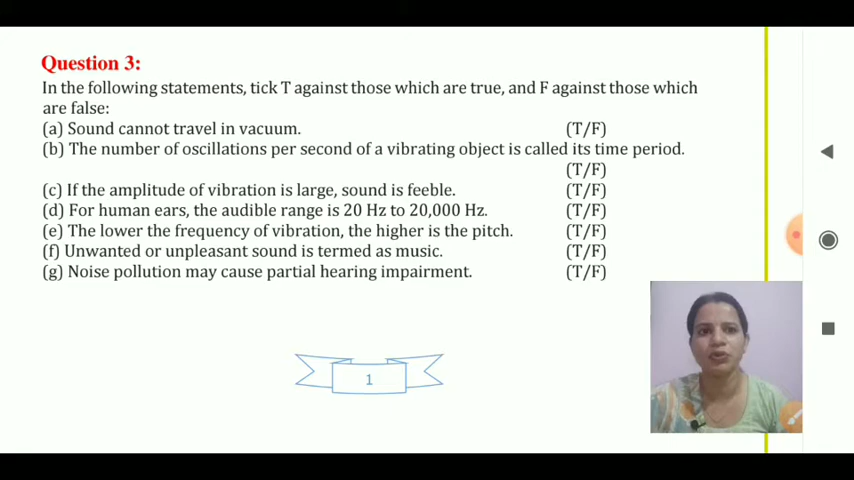 Question 3:
In the following statements, tick T against those which are true, and F against those which
are false:
(a) Sound cannot travel in vacuum. (T/F)
(b) The number of oscillations per second of a vibrating object is called its time period.
(T/F)
(c) If the amplitude of vibration is large, sound is feeble. (T/F)
(d) For human ears, the audible range is 20 Hz to 20,000 Hz. (T/F)
(e) The lower the frequency of vibration, the higher is the pitch. (T/F)
(f) Unwanted or unpleasant sound is termed as music. (T/F)
(g) Noise pollution may cause partial hearing impairment. (T/F)
1